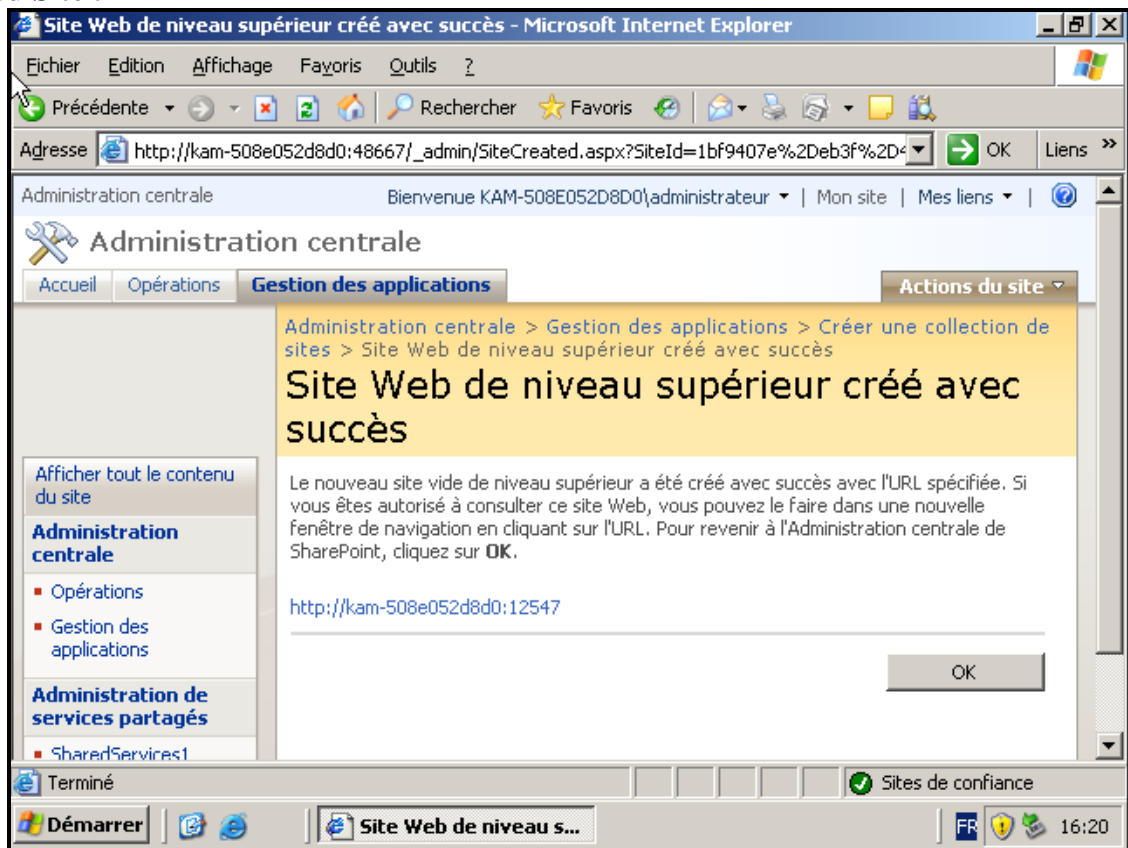 Site Web de niveau supérieur créé avec succès - Microsoft Internet Explorer
Fichier Edition Affichage Favoris Outils ?
Précédente Rechercher Favoris
Adresse http://kam-508e052d8d0:48667/_admin/SiteCreated.aspx?SiteId=1bf9407e%2Deb3f%2D4 OK Liens »
Administration centrale Bienvenue KAM-508E052D8D0\administrateur | Mon site | Mes liens |
Administration centrale
Accueil Opérations Gestion des applications Actions du site
Administration centrale > Gestion des applications > Créer une collection de
sites > Site Web de niveau supérieur créé avec succès
Site Web de niveau supérieur créé avec
succès
Afficher tout le contenu
du site
Administration
centrale
Opérations
Gestion des
applications
Administration de
services partagés
SharedServices1
Le nouveau site vide de niveau supérieur a été créé avec succès avec l'URL spécifiée. Si
vous êtes autorisé à consulter ce site Web, vous pouvez le faire dans une nouvelle
fenêtre de navigation en cliquant sur l'URL. Pour revenir à l'Administration centrale de
SharePoint, cliquez sur OK.
http://kam-508e052d8d0:12547
OK
Terminé Sites de confiance
Démarrer Site Web de niveau s... FR 16:20